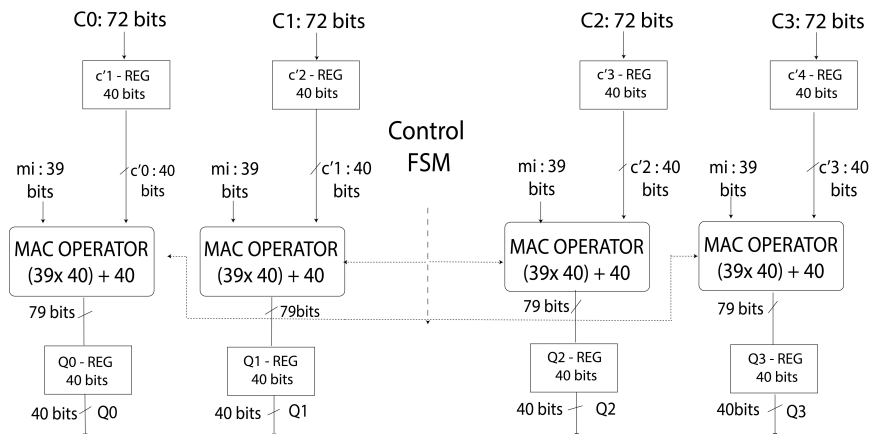 C0: 72 bits
C1: 72 bits
C2: 72 bits
C3: 72 bits
c'1 - REG
40 bits
c'2 - REG
40 bits
c'3 - REG
40 bits
c'4 - REG
40 bits
Control
FSM
mi : 39
bits
c'0 : 40
bits
mi : 39
bits
c'1 : 40
bits
mi : 39
bits
c'2 : 40
bits
mi : 39
bits
c'3 : 40
bits
MAC OPERATOR
(39x 40) + 40
MAC OPERATOR
(39x 40) + 40
MAC OPERATOR
(39x 40) + 40
MAC OPERATOR
(39x 40) + 40
79 bits
79bits
79 bits
79 bits
Q0 - REG
40 bits
Q1 - REG
40 bits
Q2 - REG
40 bits
Q3 - REG
40 bits
40 bits
Q0
40 bits
Q1
40 bits
Q2
40bits
Q3